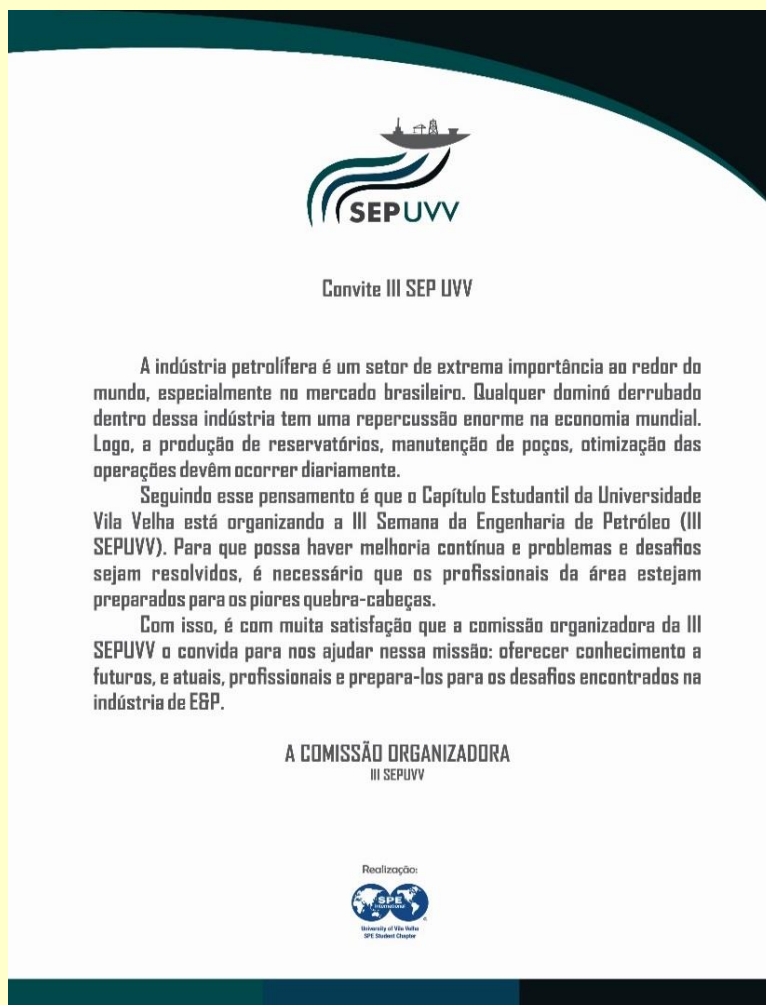 SEPUVV
Convite III SEP UVV
A indústria petrolífera é um setor de extrema importância ao redor do
mundo, especialmente no mercado brasileiro. Qualquer dominó derrubado
dentro dessa indústria tem uma repercussão enorme na economia mundial.
Logo, a produção de reservatórios, manutenção de poços, otimização das
operações devêm ocorrer diariamente.
Seguindo esse pensamento é que o Capítulo Estudantil da Universidade
Vila Velha está organizando a III Semana da Engenharia de Petróleo (III
SEPUVV). Para que possa haver melhoria contínua e problemas e desafios
sejam resolvidos, é necessário que os profissionais da área estejam
preparados para os piores quebra-cabeças.
Com isso, é com muita satisfação que a comissão organizadora da III
SEPUVV o convida para nos ajudar nessa missão: oferecer conhecimento a
futuros, e atuais, profissionais e prepara-los para os desafios encontrados na
indústria de E&P.
A COMISSÃO ORGANIZADORA
III SEPUVV
Realização:
SPE
International
University of Vila Velha
SPE Student Chapter